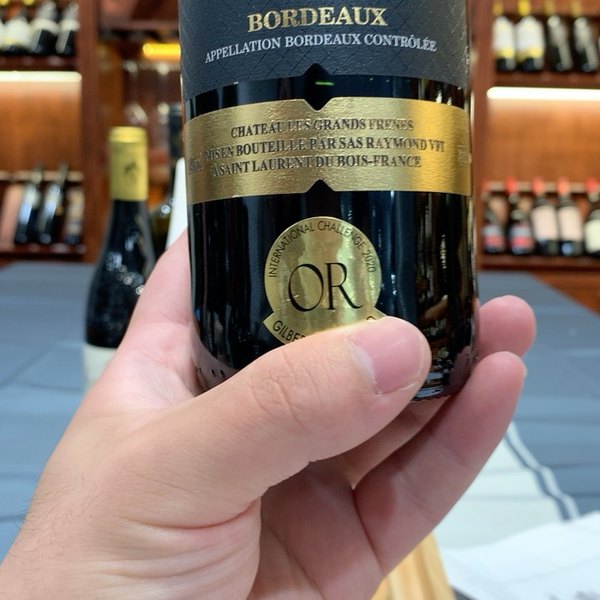 BORDEAUX
APPELLATION BORDEAUX CONTRÔLÉE
CHATEAU LES GRANDS FRENES
MIS EN BOUTEILLE PAR SAS RAYMOND VFI
A SAINT LAURENT DU BOIS-FRANCE
INTERNATIONAL CHALLENGE 2020
OR